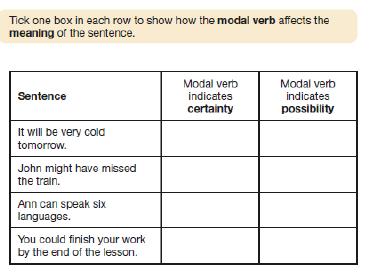 Tick one box in each row to show how the modal verb affects the
meaning of the sentence.
Sentence
Modal verb
indicates
certainty
Modal verb
indicates
possibility
It will be very cold
tomorrow.
John might have missed
the train.
Ann can speak six
languages.
You could finish your work
by the end of the lesson.